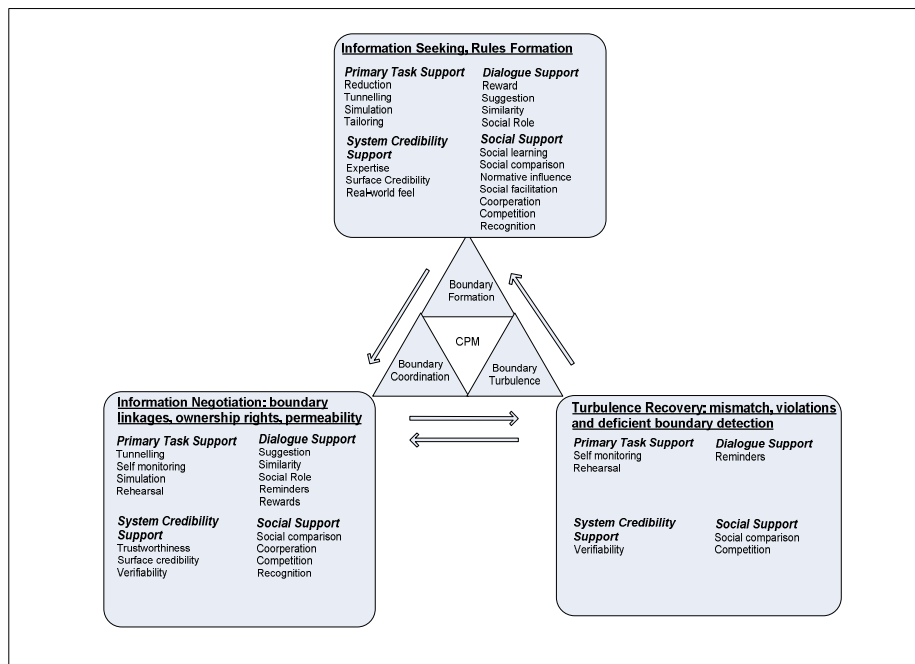 Information Seeking, Rules Formation
Primary Task Support
Reduction
Tunnelling
Simulation
Tailoring
Dialogue Support
Reward
Suggestion
Similarity
Social Role
System Credibility
Support
Expertise
Surface Credibility
Real-world feel
Social Support
Social learning
Social comparison
Normative influence
Social facilitation
Coorperation
Competition
Recognition
Boundary
Formation
CPM
Boundary
Coordination
Boundary
Turbulence
Information Negotiation: boundary
linkages, ownership rights, permeability
Primary Task Support
Tunnelling
Self monitoring
Simulation
Rehearsal
Dialogue Support
Suggestion
Similarity
Social Role
Reminders
Rewards
System Credibility
Support
Trustworthiness
Surface credibility
Verifiability
Social Support
Social comparison
Coorperation
Competition
Recognition
Turbulence Recovery: mismatch, violations
and deficient boundary detection
Primary Task Support
Self monitoring
Rehearsal
Dialogue Support
Reminders
System Credibility
Support
Verifiability
Social Support
Social comparison
Competition